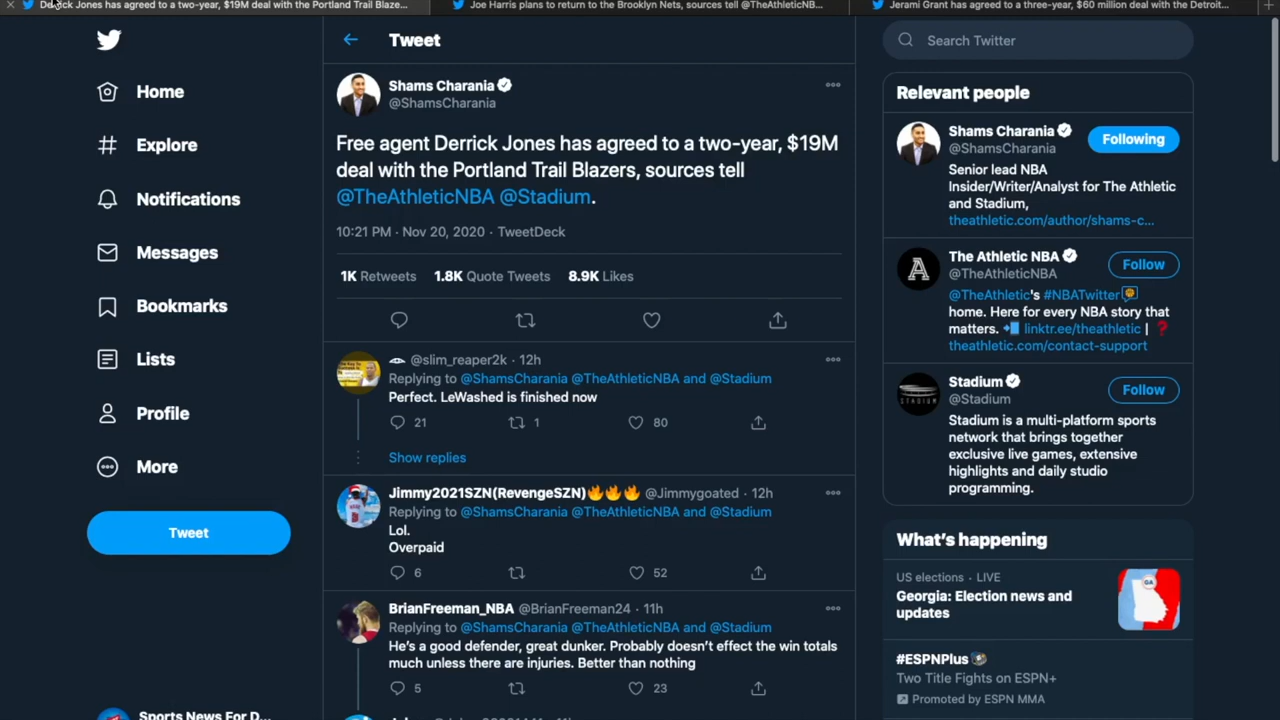 Derrick Jones has agreed to a two-year, $19M deal with the Portland Trail Blaze...
Joe Harris plans to return to the Brooklyn Nets, sources tell @TheAthleticNB...
Jerami Grant has agreed to a three-year, $60 million deal with the Detroit...
Home
Explore
Notifications
Messages
Bookmarks
Lists
Profile
More
Tweet
Sports News For D...
Tweet
Shams Charania
@ShamsCharania
Free agent Derrick Jones has agreed to a two-year, $19M
deal with the Portland Trail Blazers, sources tell
@TheAthleticNBA @Stadium.
10:21 PM · Nov 20, 2020 · TweetDeck
1K Retweets 1.8K Quote Tweets 8.9K Likes
@slim_reaper2k · 12h
Replying to @ShamsCharania @TheAthleticNBA and @Stadium
Perfect. LeWashed is finished now
21 1 80
Show replies
Jimmy2021SZN(RevengeSZN)🔥🔥🔥 @Jimmygoated · 12h
Replying to @ShamsCharania @TheAthleticNBA and @Stadium
Lol.
Overpaid
6 52
BrianFreeman_NBA @BrianFreeman24 · 11h
Replying to @ShamsCharania @TheAthleticNBA and @Stadium
He's a good defender, great dunker. Probably doesn't effect the win totals
much unless there are injuries. Better than nothing
5 23
Search Twitter
Relevant people
Shams Charania
@ShamsCharania
Following
Senior lead NBA
Insider/Writer/Analyst for The Athletic
and Stadium,
theathletic.com/author/shams-c...
The Athletic NBA
@TheAthleticNBA
Follow
@TheAthletic's #NBATwitter
home. Here for every NBA story that
matters. linktr.ee/theathletic | ❓
theathletic.com/contact-support
Stadium
@Stadium
Follow
STADIUM
Stadium is a multi-platform sports
network that brings together
exclusive live games, extensive
highlights and daily studio
programming.
What's happening
US elections · LIVE
Georgia: Election news and
updates
GA
#ESPNPlus
Two Title Fights on ESPN+
Promoted by ESPN MMA